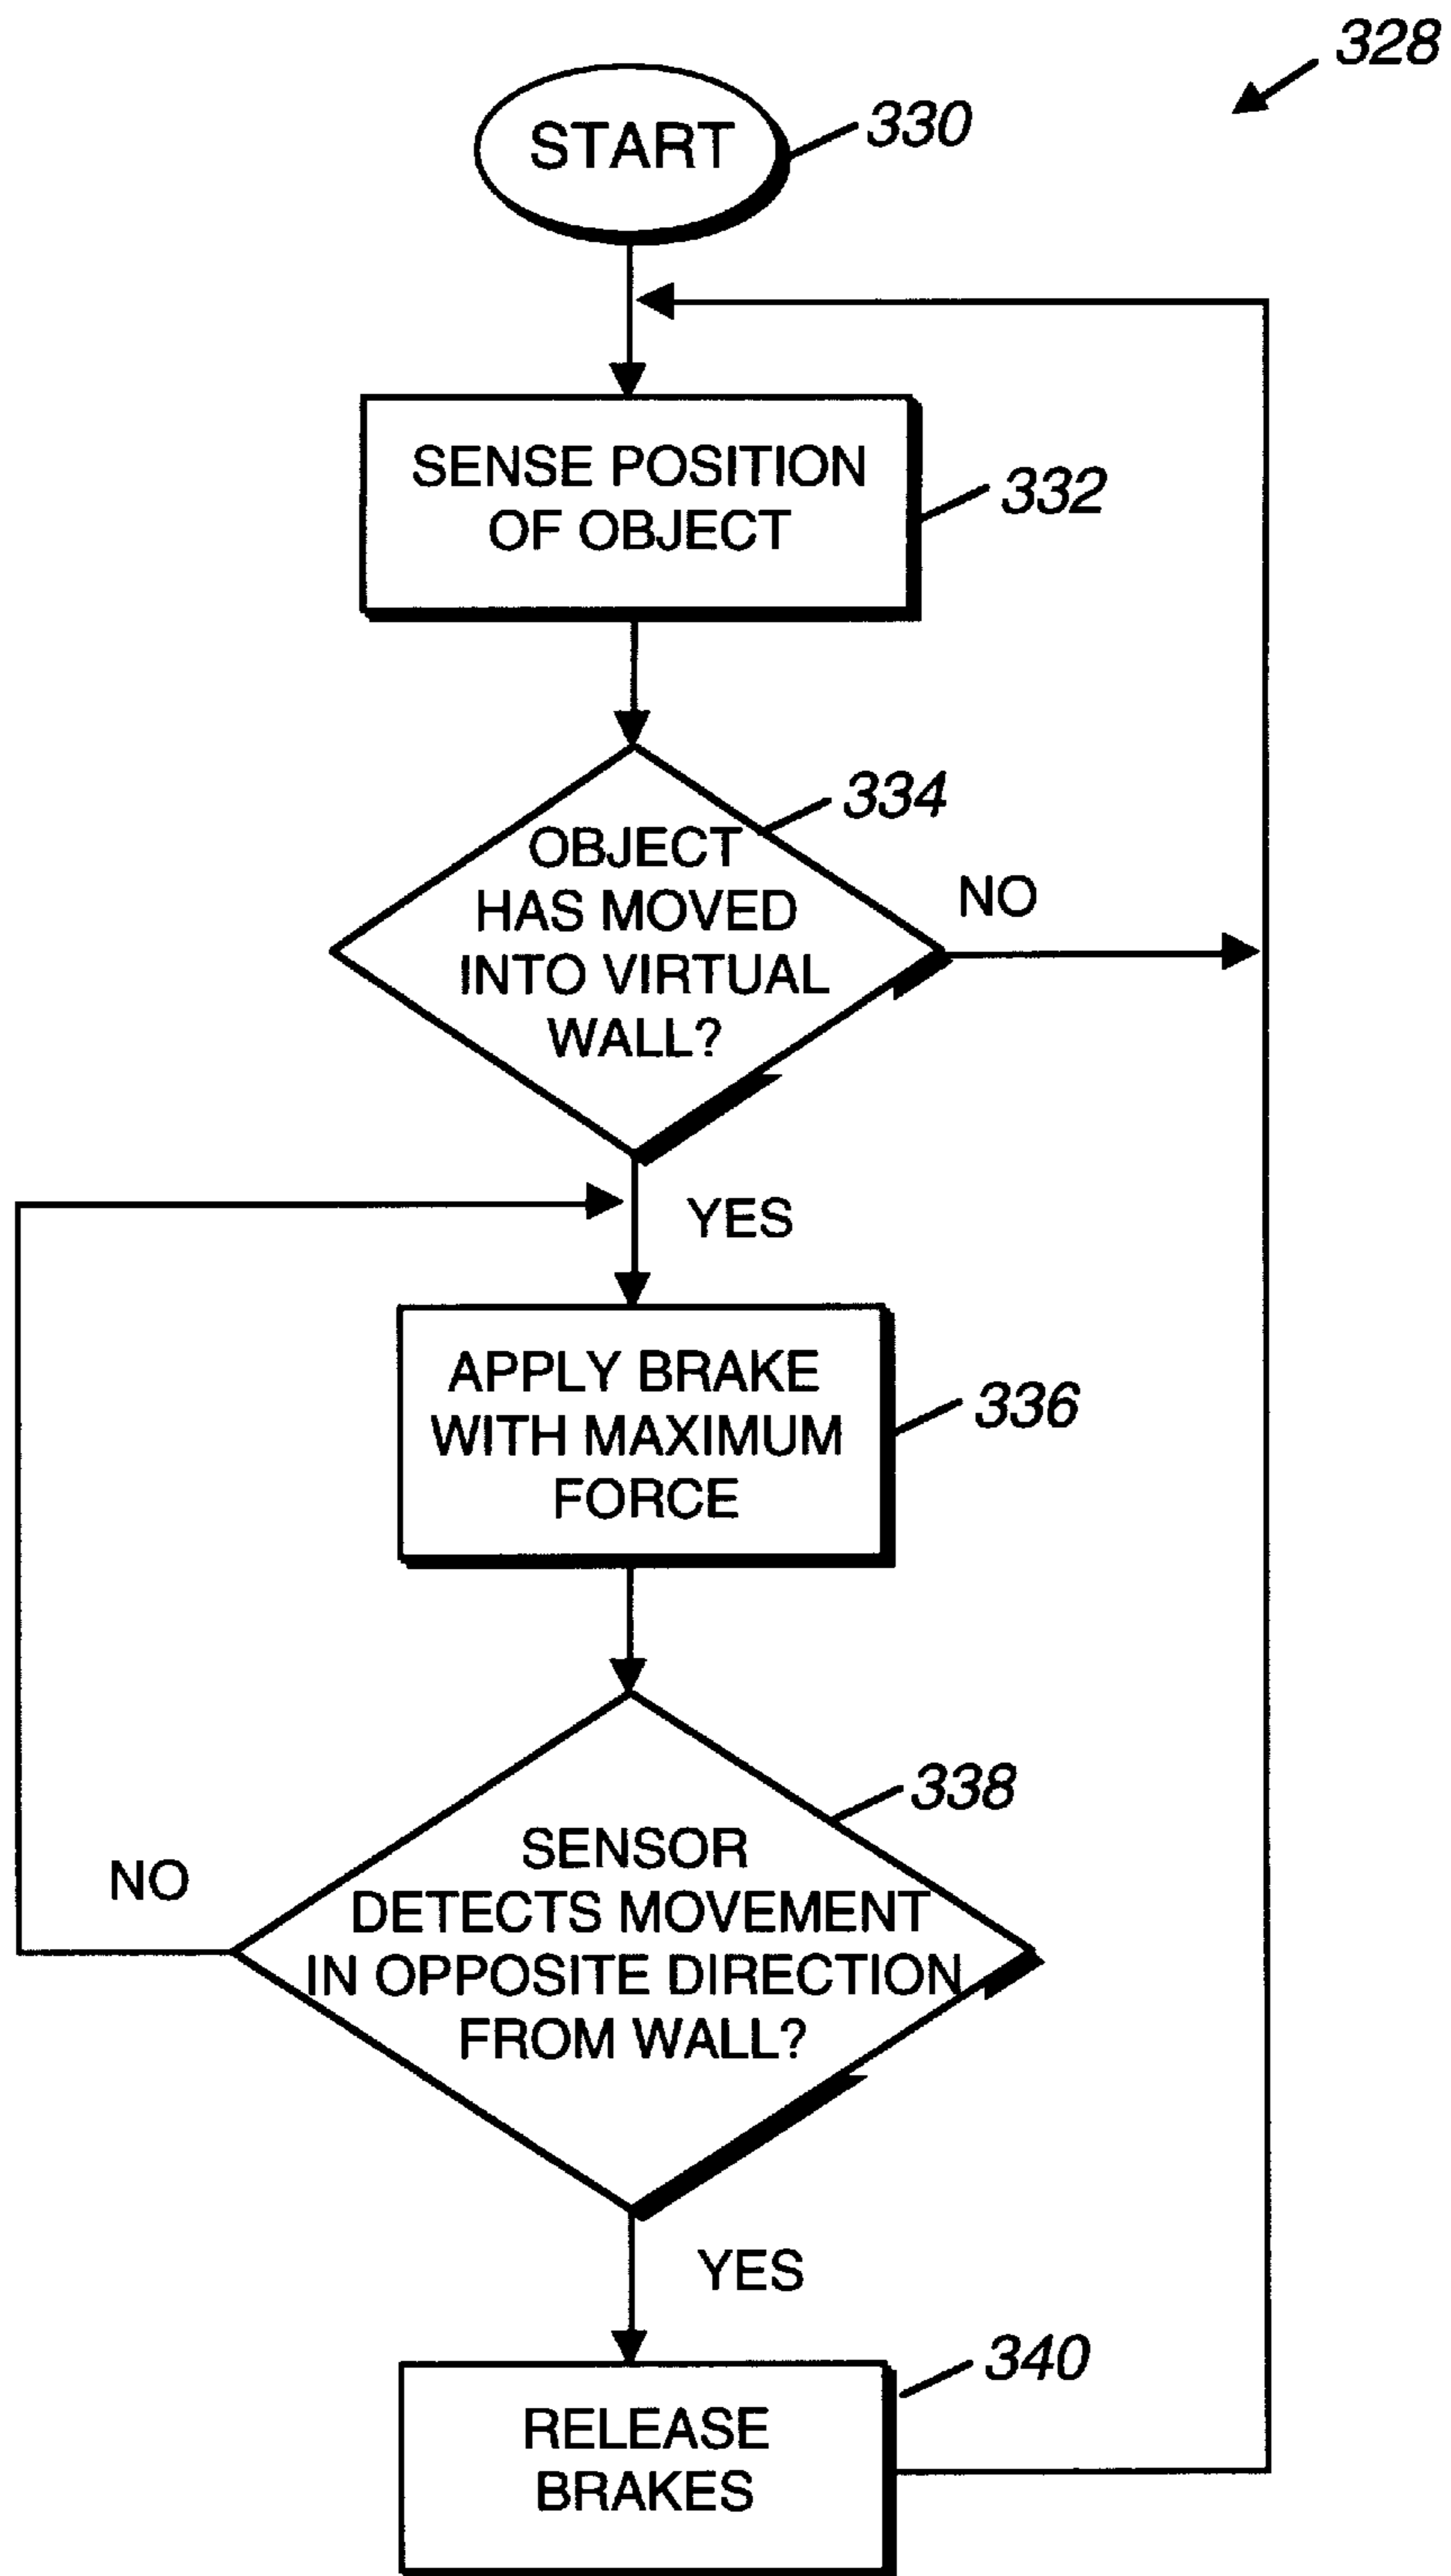 328
START
330
SENSE POSITION
OF OBJECT
332
334
OBJECT
HAS MOVED
INTO VIRTUAL
WALL?
NO
YES
APPLY BRAKE
WITH MAXIMUM
FORCE
336
338
SENSOR
DETECTS MOVEMENT
IN OPPOSITE DIRECTION
FROM WALL?
NO
YES
340
RELEASE
BRAKES